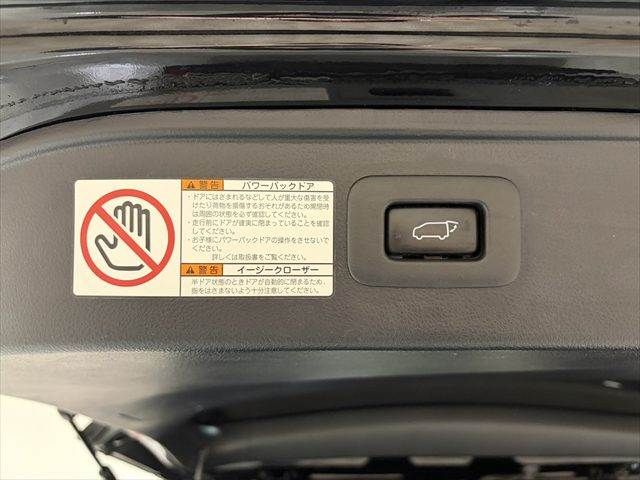 警告 パワーバックドア
・ドアにはさまれるなどして人が重大な傷害を受
けたり荷物を損傷するおそれがあるため開閉時
は周囲の状態を必ず確認してください。
・走行前にドアが確実に閉まっていることを確認
してください。
・お子様にパワーバックドアの操作をさせないで
ください。
詳しくは取扱書をご覧ください。
警告 イージークローザー
半ドア状態のときドアが自動的に閉まるため、
指をはさまないよう十分注意してください。